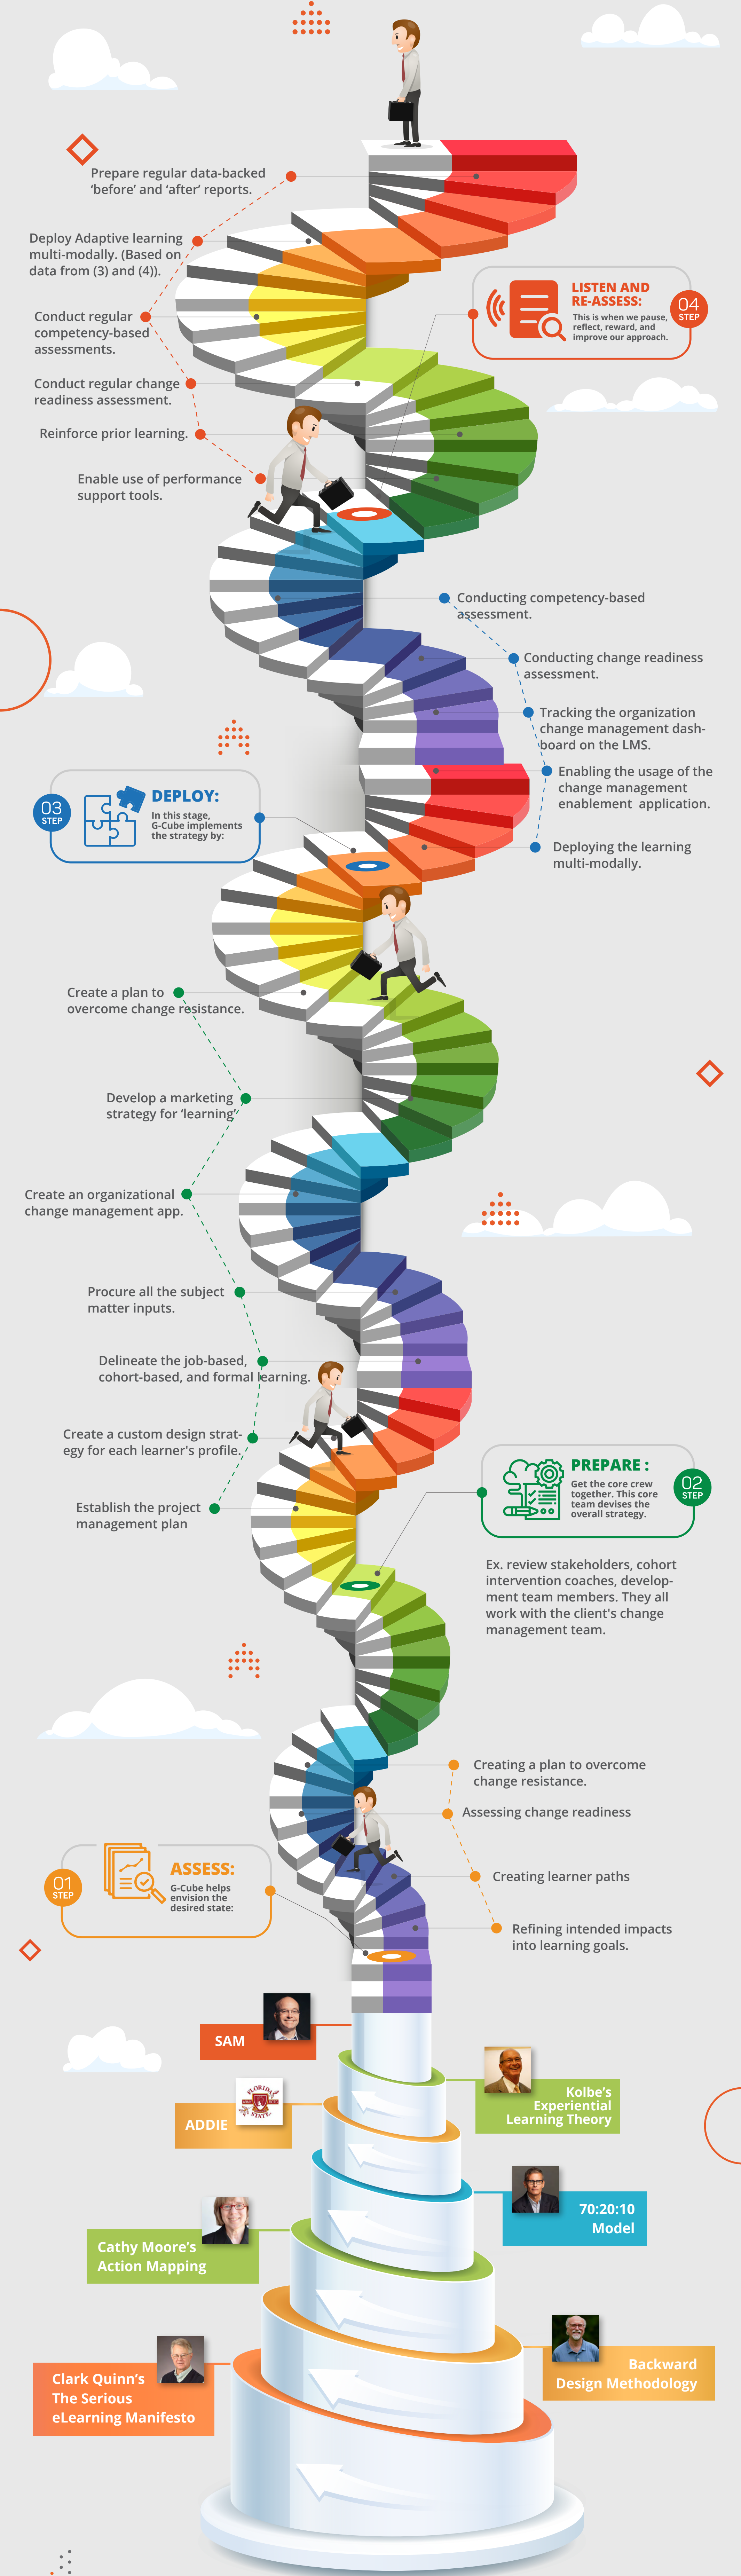 Prepare regular data-backed
‘before’ and ‘after’ reports.
Deploy Adaptive learning
multi-modally. (Based on
data from (3) and (4)).
LISTEN AND
RE-ASSESS:
This is when we pause,
reflect, reward, and
improve our approach.
04
STEP
Conduct regular
competency-based
assessments.
Conduct regular change
readiness assessment.
Reinforce prior learning.
Enable use of performance
support tools.
Conducting competency-based
assessment.
Conducting change readiness
assessment.
Tracking the organization
change management dash-
board on the LMS.
Enabling the usage of the
change management
enablement application.
03
STEP
DEPLOY:
In this stage,
G-Cube implements
the strategy by:
Deploying the learning
multi-modally.
Create a plan to
overcome change resistance.
Develop a marketing
strategy for ‘learning’
Create an organizational
change management app.
Procure all the subject
matter inputs.
Delineate the job-based,
cohort-based, and formal learning.
Create a custom design strat-
egy for each learner's profile.
Establish the project
management plan
PREPARE :
Get the core crew
together. This core
team devises the
overall strategy.
02
STEP
Ex. review stakeholders, cohort
intervention coaches, develop-
ment team members. They all
work with the client's change
management team.
Creating a plan to overcome
change resistance.
Assessing change readiness
Creating learner paths
Refining intended impacts
into learning goals.
01
STEP
ASSESS:
G-Cube helps
envision the
desired state:
SAM
Kolbe’s
Experiential
Learning Theory
FLORIDA
STATE
ADDIE
70:20:10
Model
Cathy Moore’s
Action Mapping
Backward
Design Methodology
Clark Quinn’s
The Serious
eLearning Manifesto